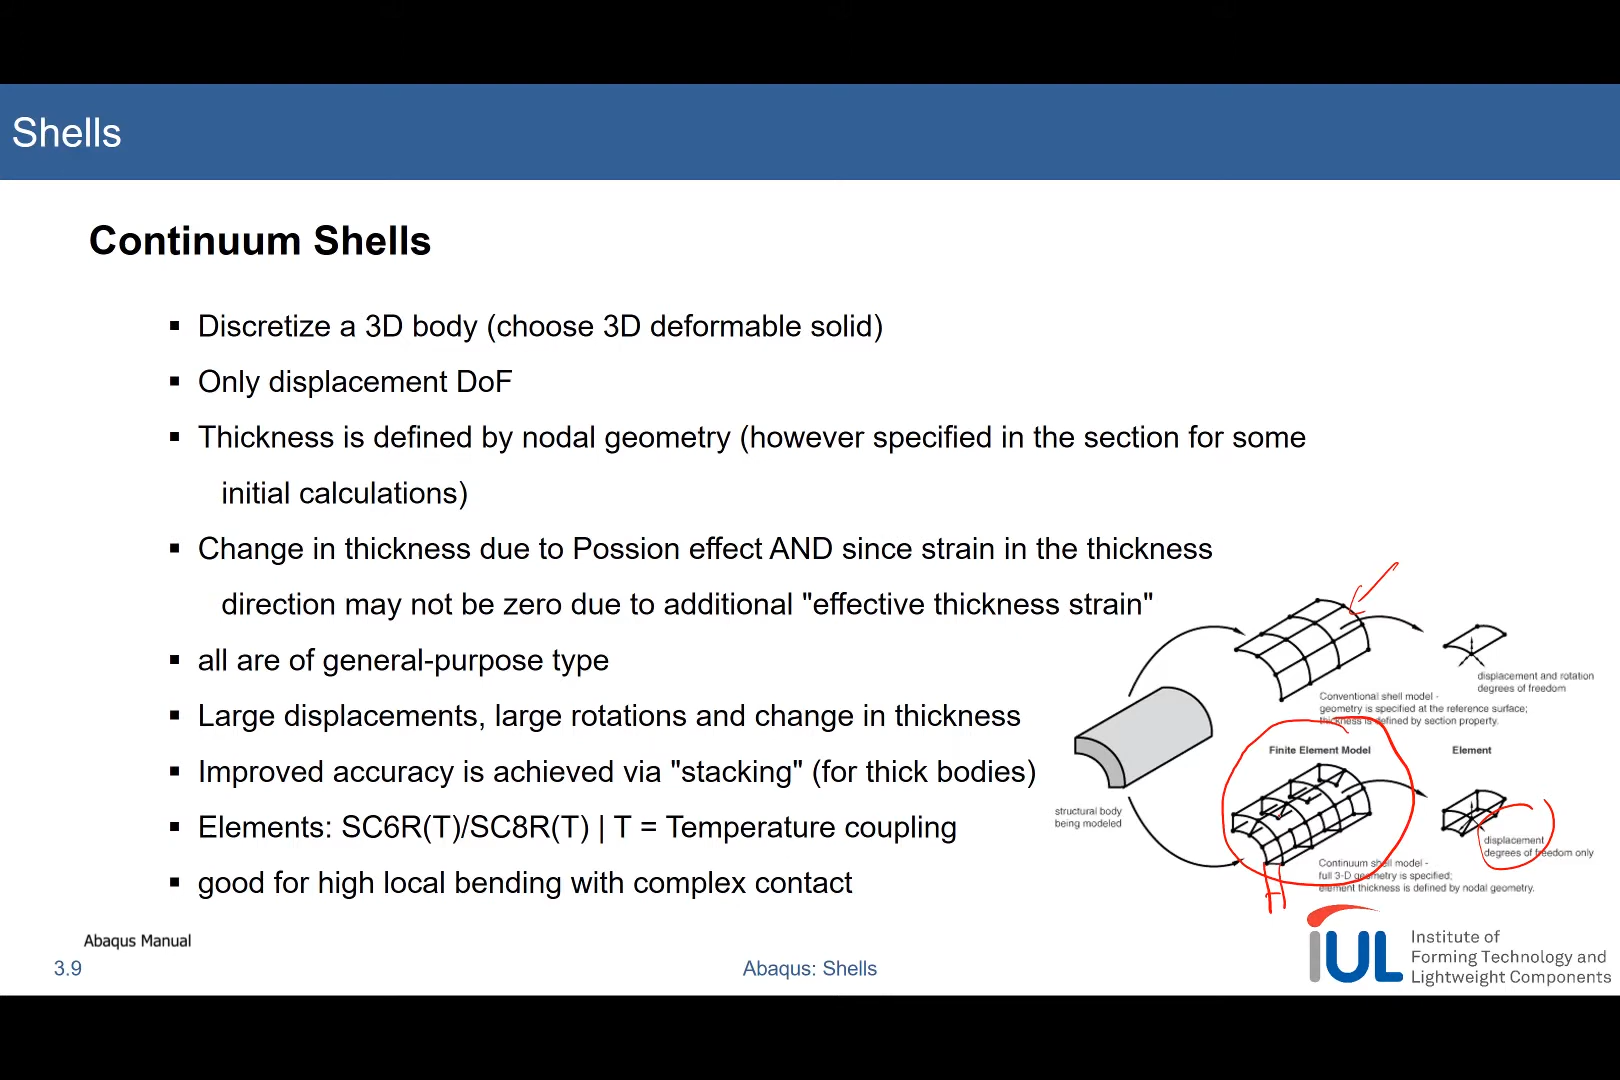 Shells
Continuum Shells
▪ Discretize a 3D body (choose 3D deformable solid)
▪ Only displacement DoF
▪ Thickness is defined by nodal geometry (however specified in the section for some
initial calculations)
▪ Change in thickness due to Possion effect AND since strain in the thickness
direction may not be zero due to additional "effective thickness strain"
▪ all are of general-purpose type
▪ Large displacements, large rotations and change in thickness
▪ Improved accuracy is achieved via "stacking" (for thick bodies)
▪ Elements: SC6R(T)/SC8R(T) | T = Temperature coupling
▪ good for high local bending with complex contact
displacement and rotation
degrees of freedom
Conventional shell model -
geometry is specified at the reference surface;
thickness is defined by section property.
Finite Element Model
Element
structural body
being modeled
displacement
degrees of freedom only
Continuum shell model -
full 3-D geometry is specified;
element thickness is defined by nodal geometry.
Abaqus Manual
3.9
Abaqus: Shells
iUL
Institute of
Forming Technology and
Lightweight Components